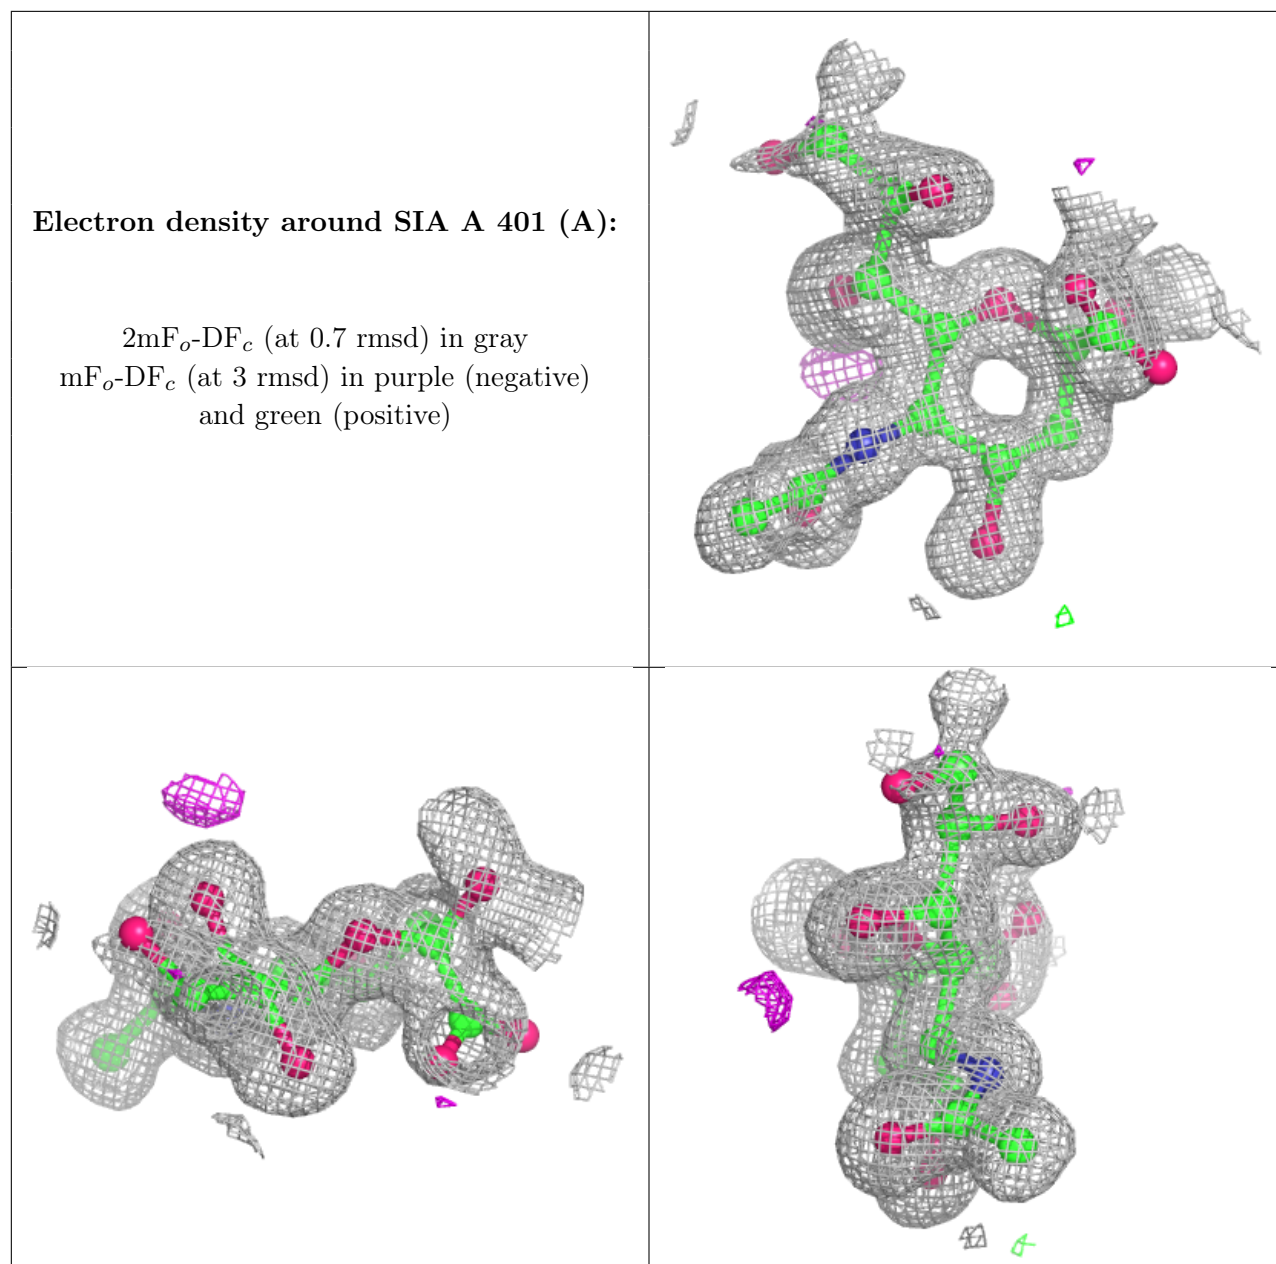 Electron density around SIA A 401 (A):
2mFo-DFc (at 0.7 rmsd) in gray
mFo-DFc (at 3 rmsd) in purple (negative)
and green (positive)